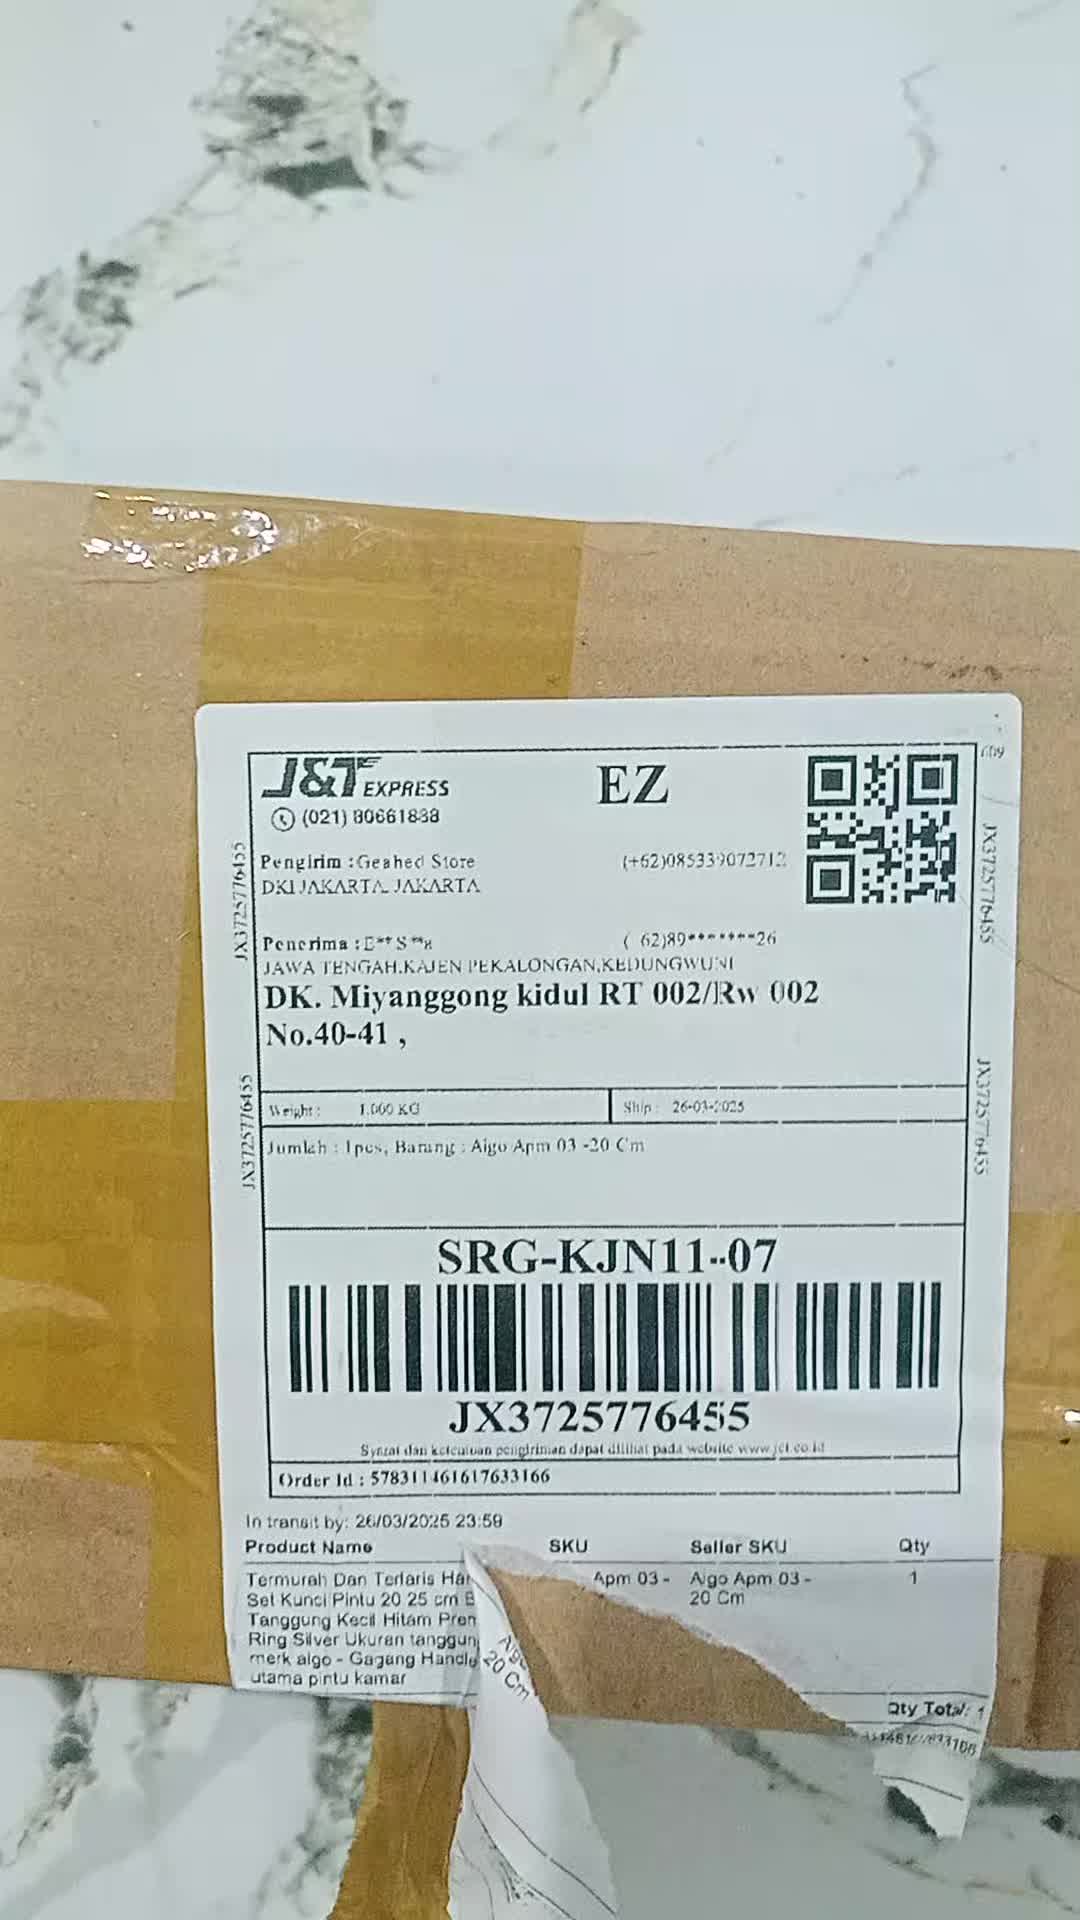 J&T EXPRESS
EZ
(021) 80661888
Pengirim : Geahed Store (+62)085339072712
DKI JAKARTA, JAKARTA
Penerima : E** S**a ( 62)89*******26
JAWA TENGAH,KAJEN PEKALONGAN,KEDUNGWUNI
DK. Miyanggong kidul RT 002/Rw 002
No.40-41 ,
Weight : 1.000 KG Ship : 26-03-2025
Jumlah : 1pcs, Barang : Aigo Apm 03 -20 Cm
SRG-KJN11-07
JX3725776455
Syarat dan ketentuan pengiriman dapat dilihat pada website www.jet.co.id
Order Id : 578311461617633166
In transit by: 26/03/2025 23:59
Product Name SKU Seller SKU Qty
Termurah Dan Terlaris Apm 03 - Algo Apm 03 - 1
Set Kunci Pintu 20 25 cm 20 Cm
Tanggung Kecil Hitam
Ring Silver Ukuran
merk algo - Gagang Handle
utama pintu kamar
20 Cm
Qty Total: 1
JX3725776455
JX3725776455
JX3725776455
JX3725776455